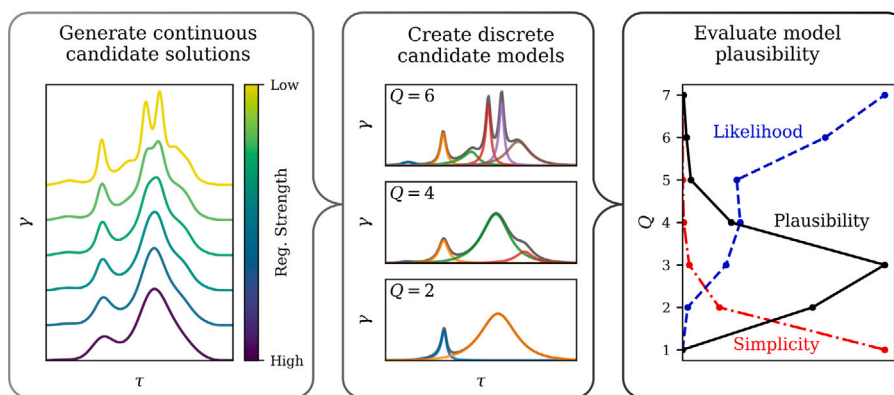 Generate continuous
candidate solutions
Low
Reg. Strength
High
γ
τ
Create discrete
candidate models
Q = 6
γ
Q = 4
γ
Q = 2
γ
τ
Evaluate model
plausibility
7
6
5
4
3
2
1
Q
Likelihood
Plausibility
Simplicity